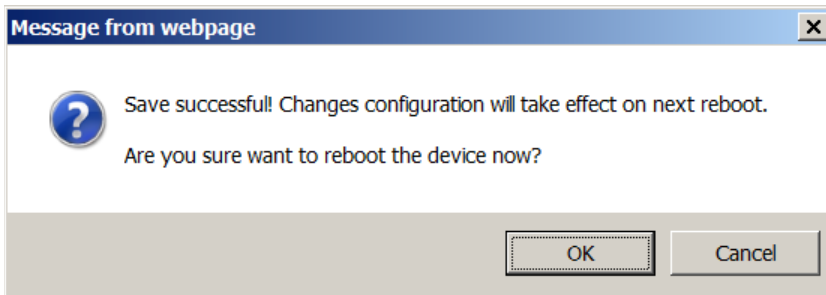 Message from webpage
Save successful! Changes configuration will take effect on next reboot.
Are you sure want to reboot the device now?
OK
Cancel